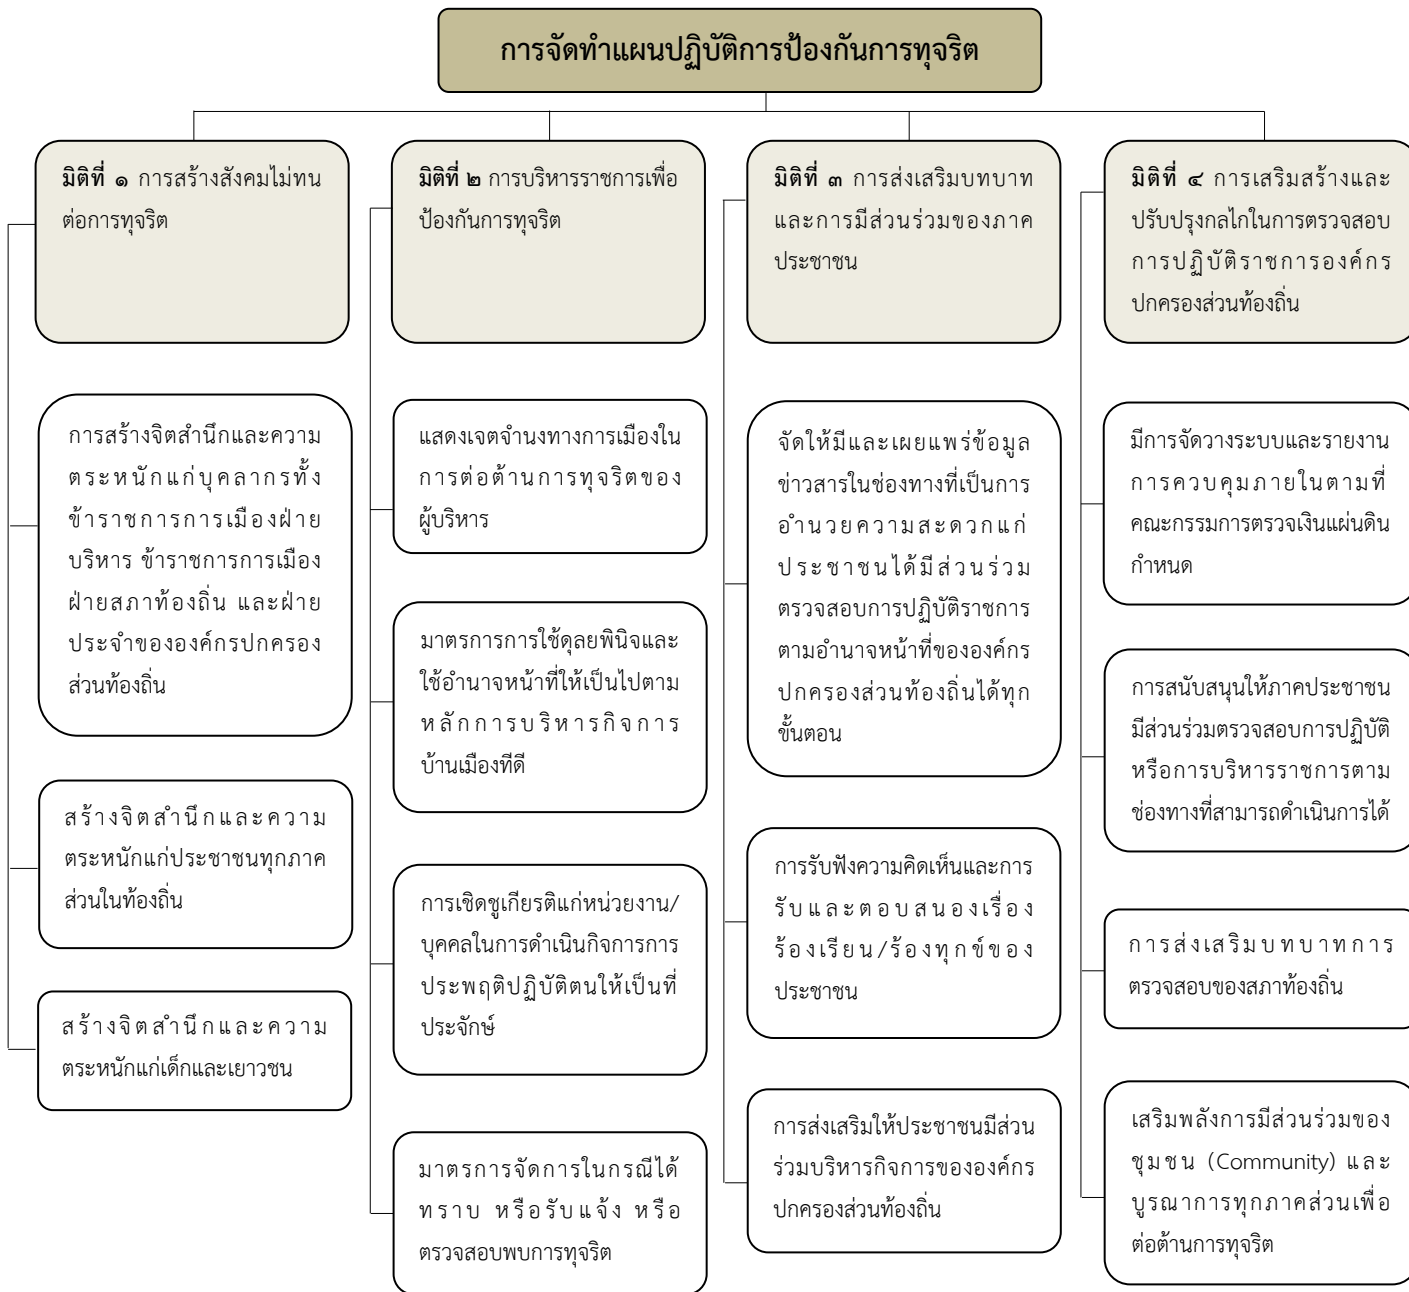 การจัดทำแผนปฏิบัติการป้องกันการทุจริต
มิติที่ ๑ การสร้างสังคมไม่ทน
ต่อการทุจริต
การสร้างจิตสำนึกและความ
ตระหนักแก่บุคลากรทั้ง
ข้าราชการการเมืองฝ่าย
บริหาร ข้าราชการการเมือง
ฝ่ายสภาท้องถิ่น และฝ่าย
ประจำขององค์กรปกครอง
ส่วนท้องถิ่น
สร้างจิตสำนึกและความ
ตระหนักแก่ประชาชนทุกภาค
ส่วนในท้องถิ่น
สร้างจิตสำนึกและความ
ตระหนักแก่เด็กและเยาวชน
มิติที่ ๒ การบริหารราชการเพื่อ
ป้องกันการทุจริต
แสดงเจตจำนงทางการเมืองใน
การต่อต้านการทุจริตของ
ผู้บริหาร
มาตรการการใช้ดุลยพินิจและ
ใช้อำนาจหน้าที่ให้เป็นไปตาม
หลักการบริหารกิจการ
บ้านเมืองทีดี
การเชิดชูเกียรติแก่หน่วยงาน/
บุคคลในการดำเนินกิจการการ
ประพฤติปฏิบัติตนให้เป็นที่
ประจักษ์
มาตรการจัดการในกรณีได้
ทราบ หรือรับแจ้ง หรือ
ตรวจสอบพบการทุจริต
มิติที่ ๓ การส่งเสริมบทบาท
และการมีส่วนร่วมของภาค
ประชาชน
จัดให้มีและเผยแพร่ข้อมูล
ข่าวสารในช่องทางที่เป็นการ
อำนวยความสะดวกแก่
ประชาชนได้มีส่วนร่วม
ตรวจสอบการปฏิบัติราชการ
ตามอำนาจหน้าที่ขององค์กร
ปกครองส่วนท้องถิ่นได้ทุก
ขั้นตอน
การรับฟังความคิดเห็นและการ
รับและตอบสนองเรื่อง
ร้องเรียน/ร้องทุกข์ของ
ประชาชน
การส่งเสริมให้ประชาชนมีส่วน
ร่วมบริหารกิจการขององค์กร
ปกครองส่วนท้องถิ่น
มิติที่ ๔ การเสริมสร้างและ
ปรับปรุงกลไกในการตรวจสอบ
การปฏิบัติราชการองค์กร
ปกครองส่วนท้องถิ่น
มีการจัดวางระบบและรายงาน
การควบคุมภายในตามที่
คณะกรรมการตรวจเงินแผ่นดิน
กำหนด
การสนับสนุนให้ภาคประชาชน
มีส่วนร่วมตรวจสอบการปฏิบัติ
หรือการบริหารราชการตาม
ช่องทางที่สามารถดำเนินการได้
การส่งเสริมบทบาทการ
ตรวจสอบของสภาท้องถิ่น
เสริมพลังการมีส่วนร่วมของ
ชุมชน (Community) และ
บูรณาการทุกภาคส่วนเพื่อ
ต่อต้านการทุจริต